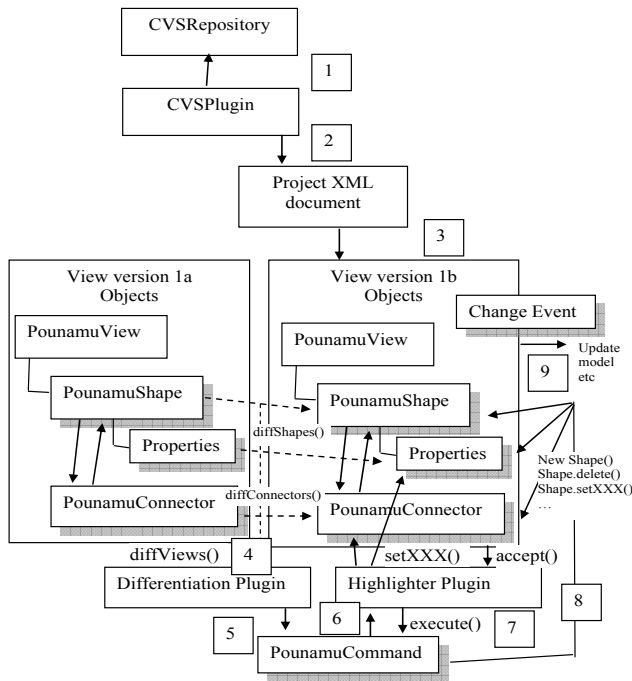 CVSRepository
1
CVSPlugin
2
Project XML
document
3
View version 1a
Objects
View version 1b
Objects
Change Event
PounamuView
PounamuView
Update
model
etc
9
PounamuShape
PounamuShape
diffShapes()
Properties
Properties
New Shape()
Shape.delete()
Shape.setXXX()
…
diffConnectors()
PounamuConnector
PounamuConnector
diffViews()
4
setXXX()
accept()
Differentiation Plugin
Highlighter Plugin
8
5
6
execute()
7
PounamuCommand